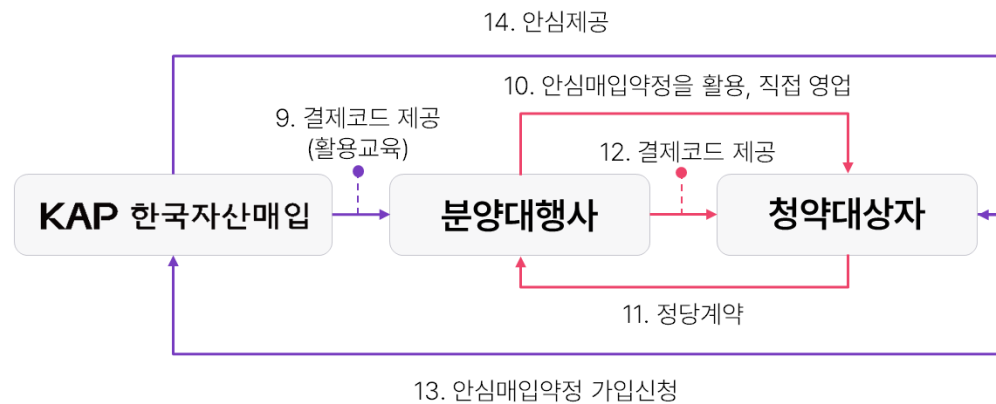 14. 안심제공
10. 안심매입약정을 활용, 직접 영업
9. 결제코드 제공
(활용교육)
12. 결제코드 제공
KAP 한국자산매입
분양대행사
청약대상자
11. 정당계약
13. 안심매입약정 가입신청